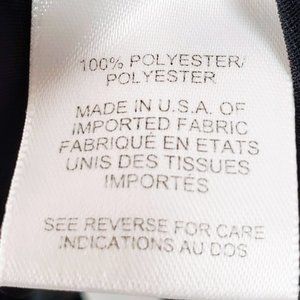 100% POLYESTER/
POLYESTER
MADE IN U.S.A. OF
IMPORTED FABRIC
FABRIQUÉ EN ETATS
UNIS DES TISSUES
IMPORTÉS
SEE REVERSE FOR CARE
INDICATIONS AU DOS